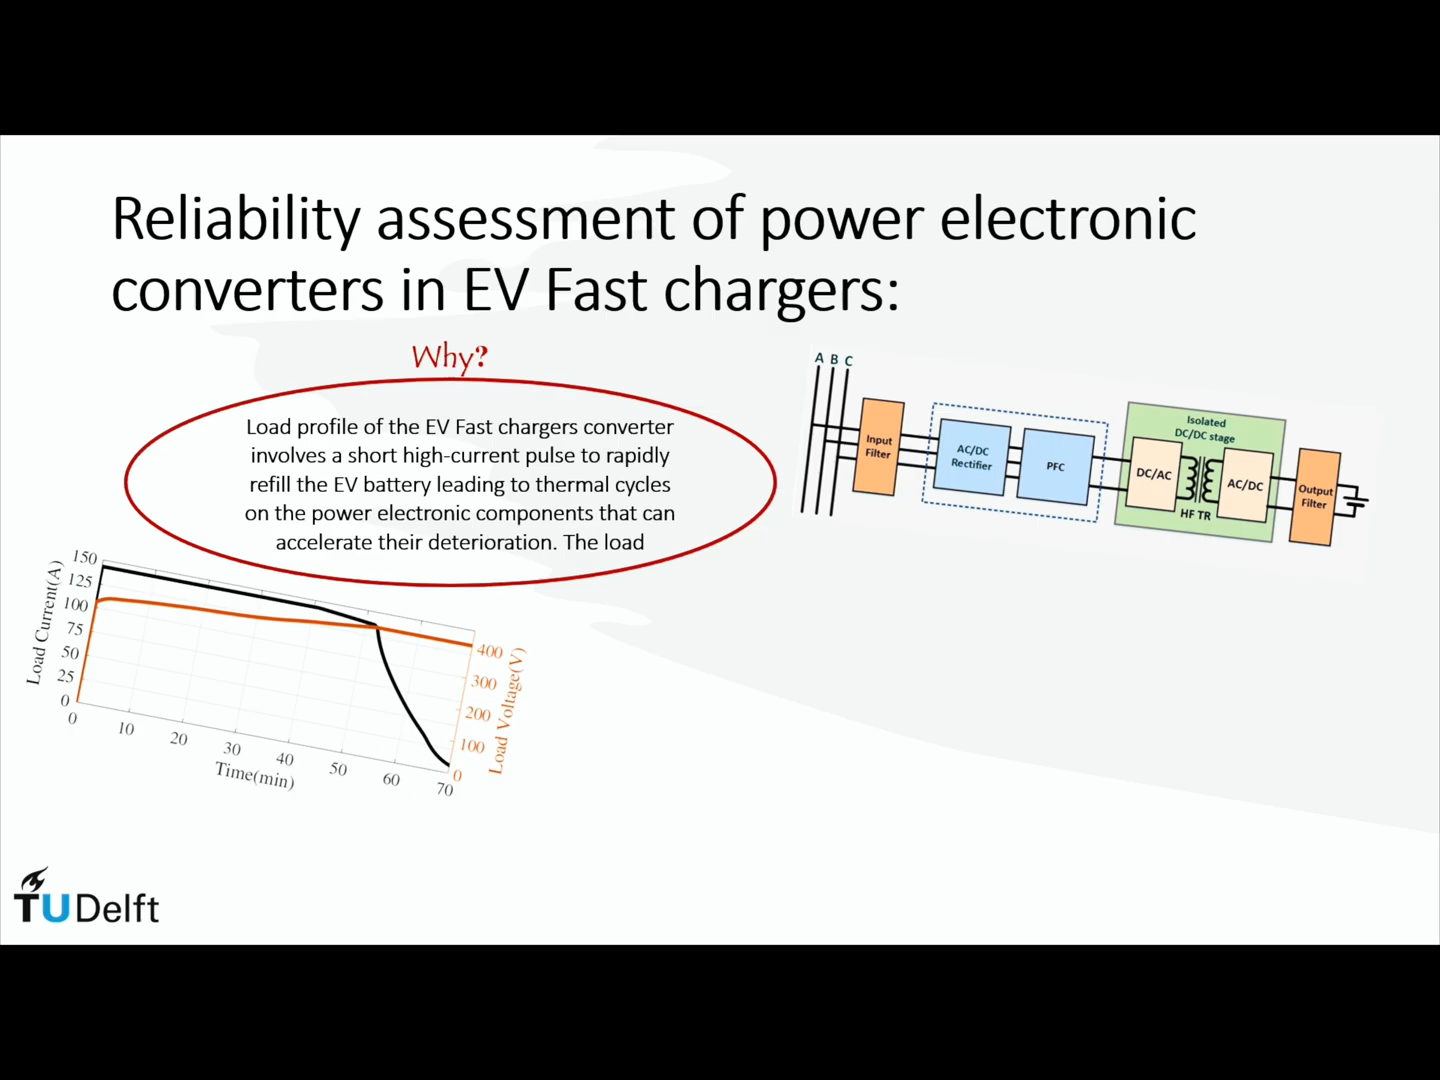 Reliability assessment of power electronic
converters in EV Fast chargers:
Why?
Load profile of the EV Fast chargers converter
involves a short high-current pulse to rapidly
refill the EV battery leading to thermal cycles
on the power electronic components that can
accelerate their deterioration. The load
A B C
Input
Filter
AC/DC
Rectifier
PFC
Isolated
DC/DC stage
DC/AC
HF TR
AC/DC
Output
Filter
Load Current(A)
150
125
100
75
50
25
0
0 10 20 30 40 50 60 70
Time(min)
400
300
200
100
0
Load Voltage(V)
TU Delft